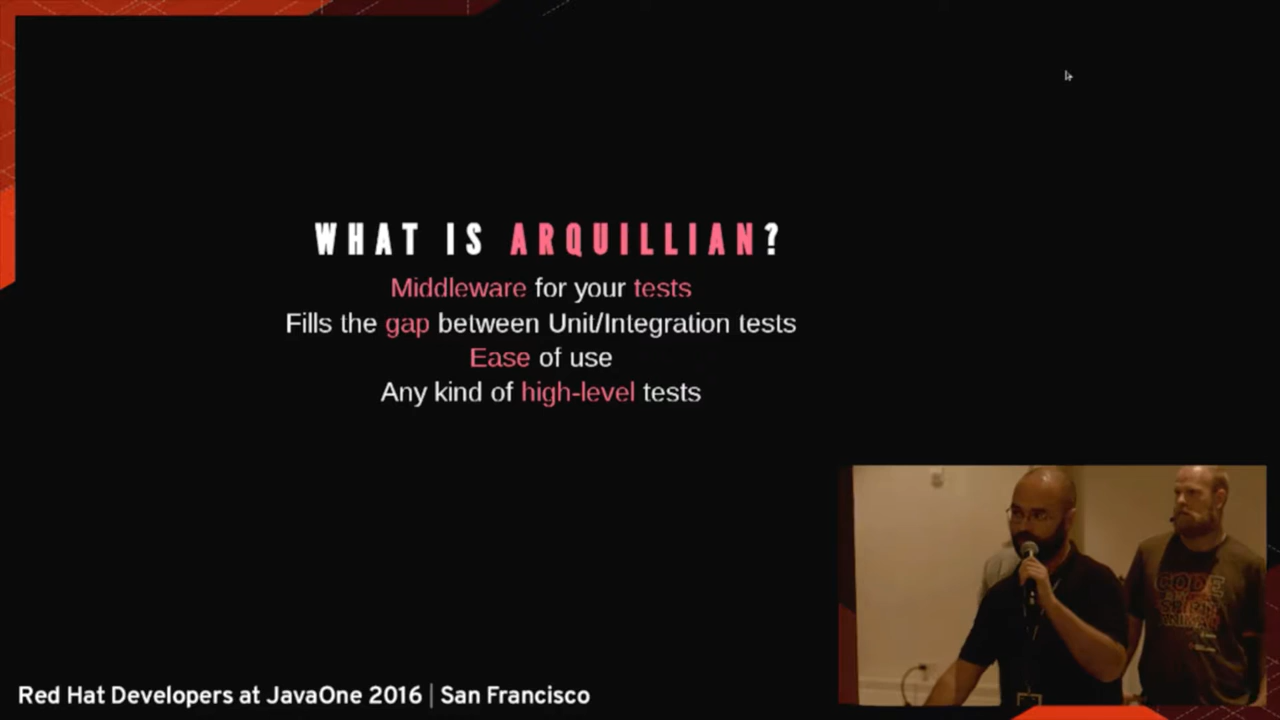 WHAT IS ARQUILLIAN?
Middleware for your tests
Fills the gap between Unit/Integration tests
Ease of use
Any kind of high-level tests
CODE
Red Hat Developers at JavaOne 2016 | San Francisco